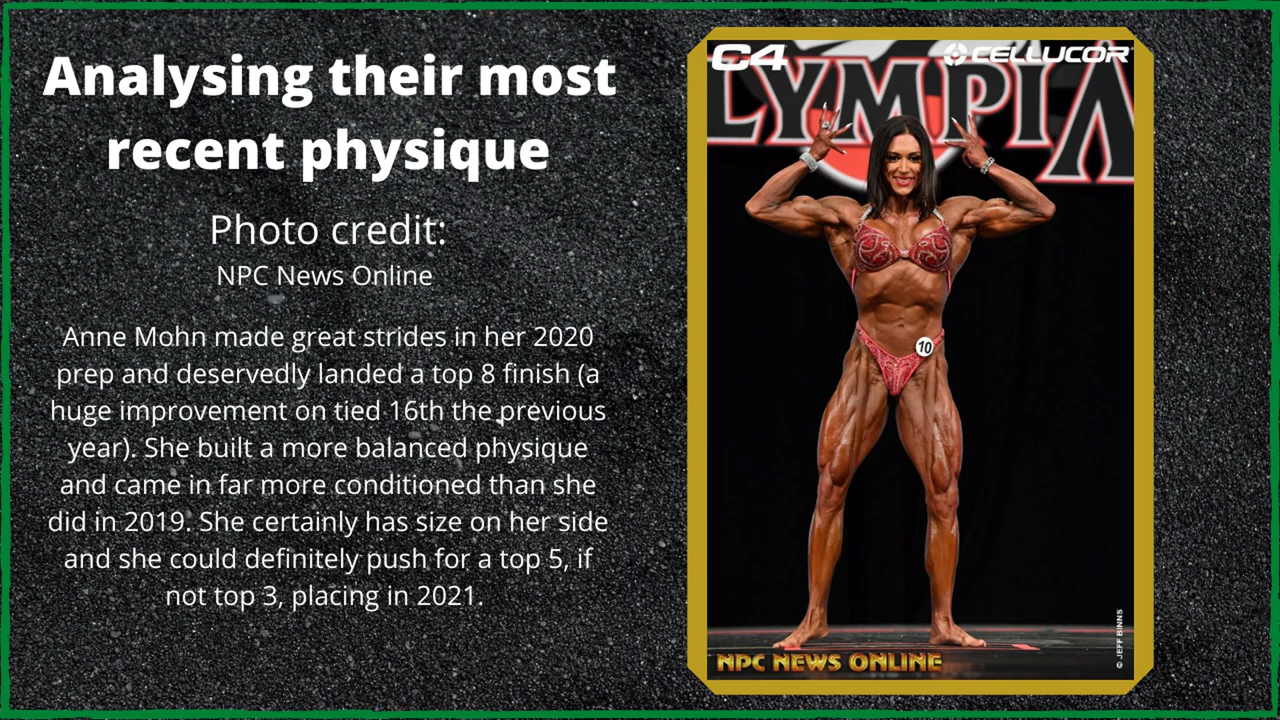 Analysing their most
recent physique
Photo credit:
NPC News Online
Anne Mohn made great strides in her 2020
prep and deservedly landed a top 8 finish (a
huge improvement on tied 16th the previous
year). She built a more balanced physique
and came in far more conditioned than she
did in 2019. She certainly has size on her side
and she could definitely push for a top 5, if
not top 3, placing in 2021.
C4 CELLUCOR
LYMPIA
10
NPC NEWS ONLINE
© JEFF BINNS